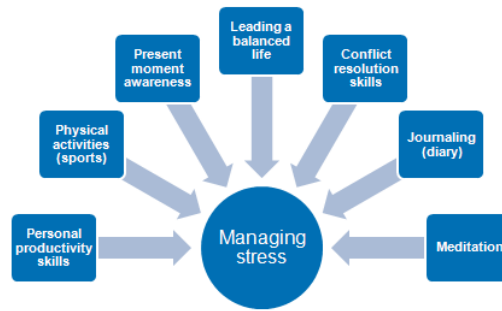 Leading a
balanced
life
Present
moment
awareness
Conflict
resolution
skills
Physical
activities
(sports)
Journaling
(diary)
Personal
productivity
skills
Managing
stress
Meditation